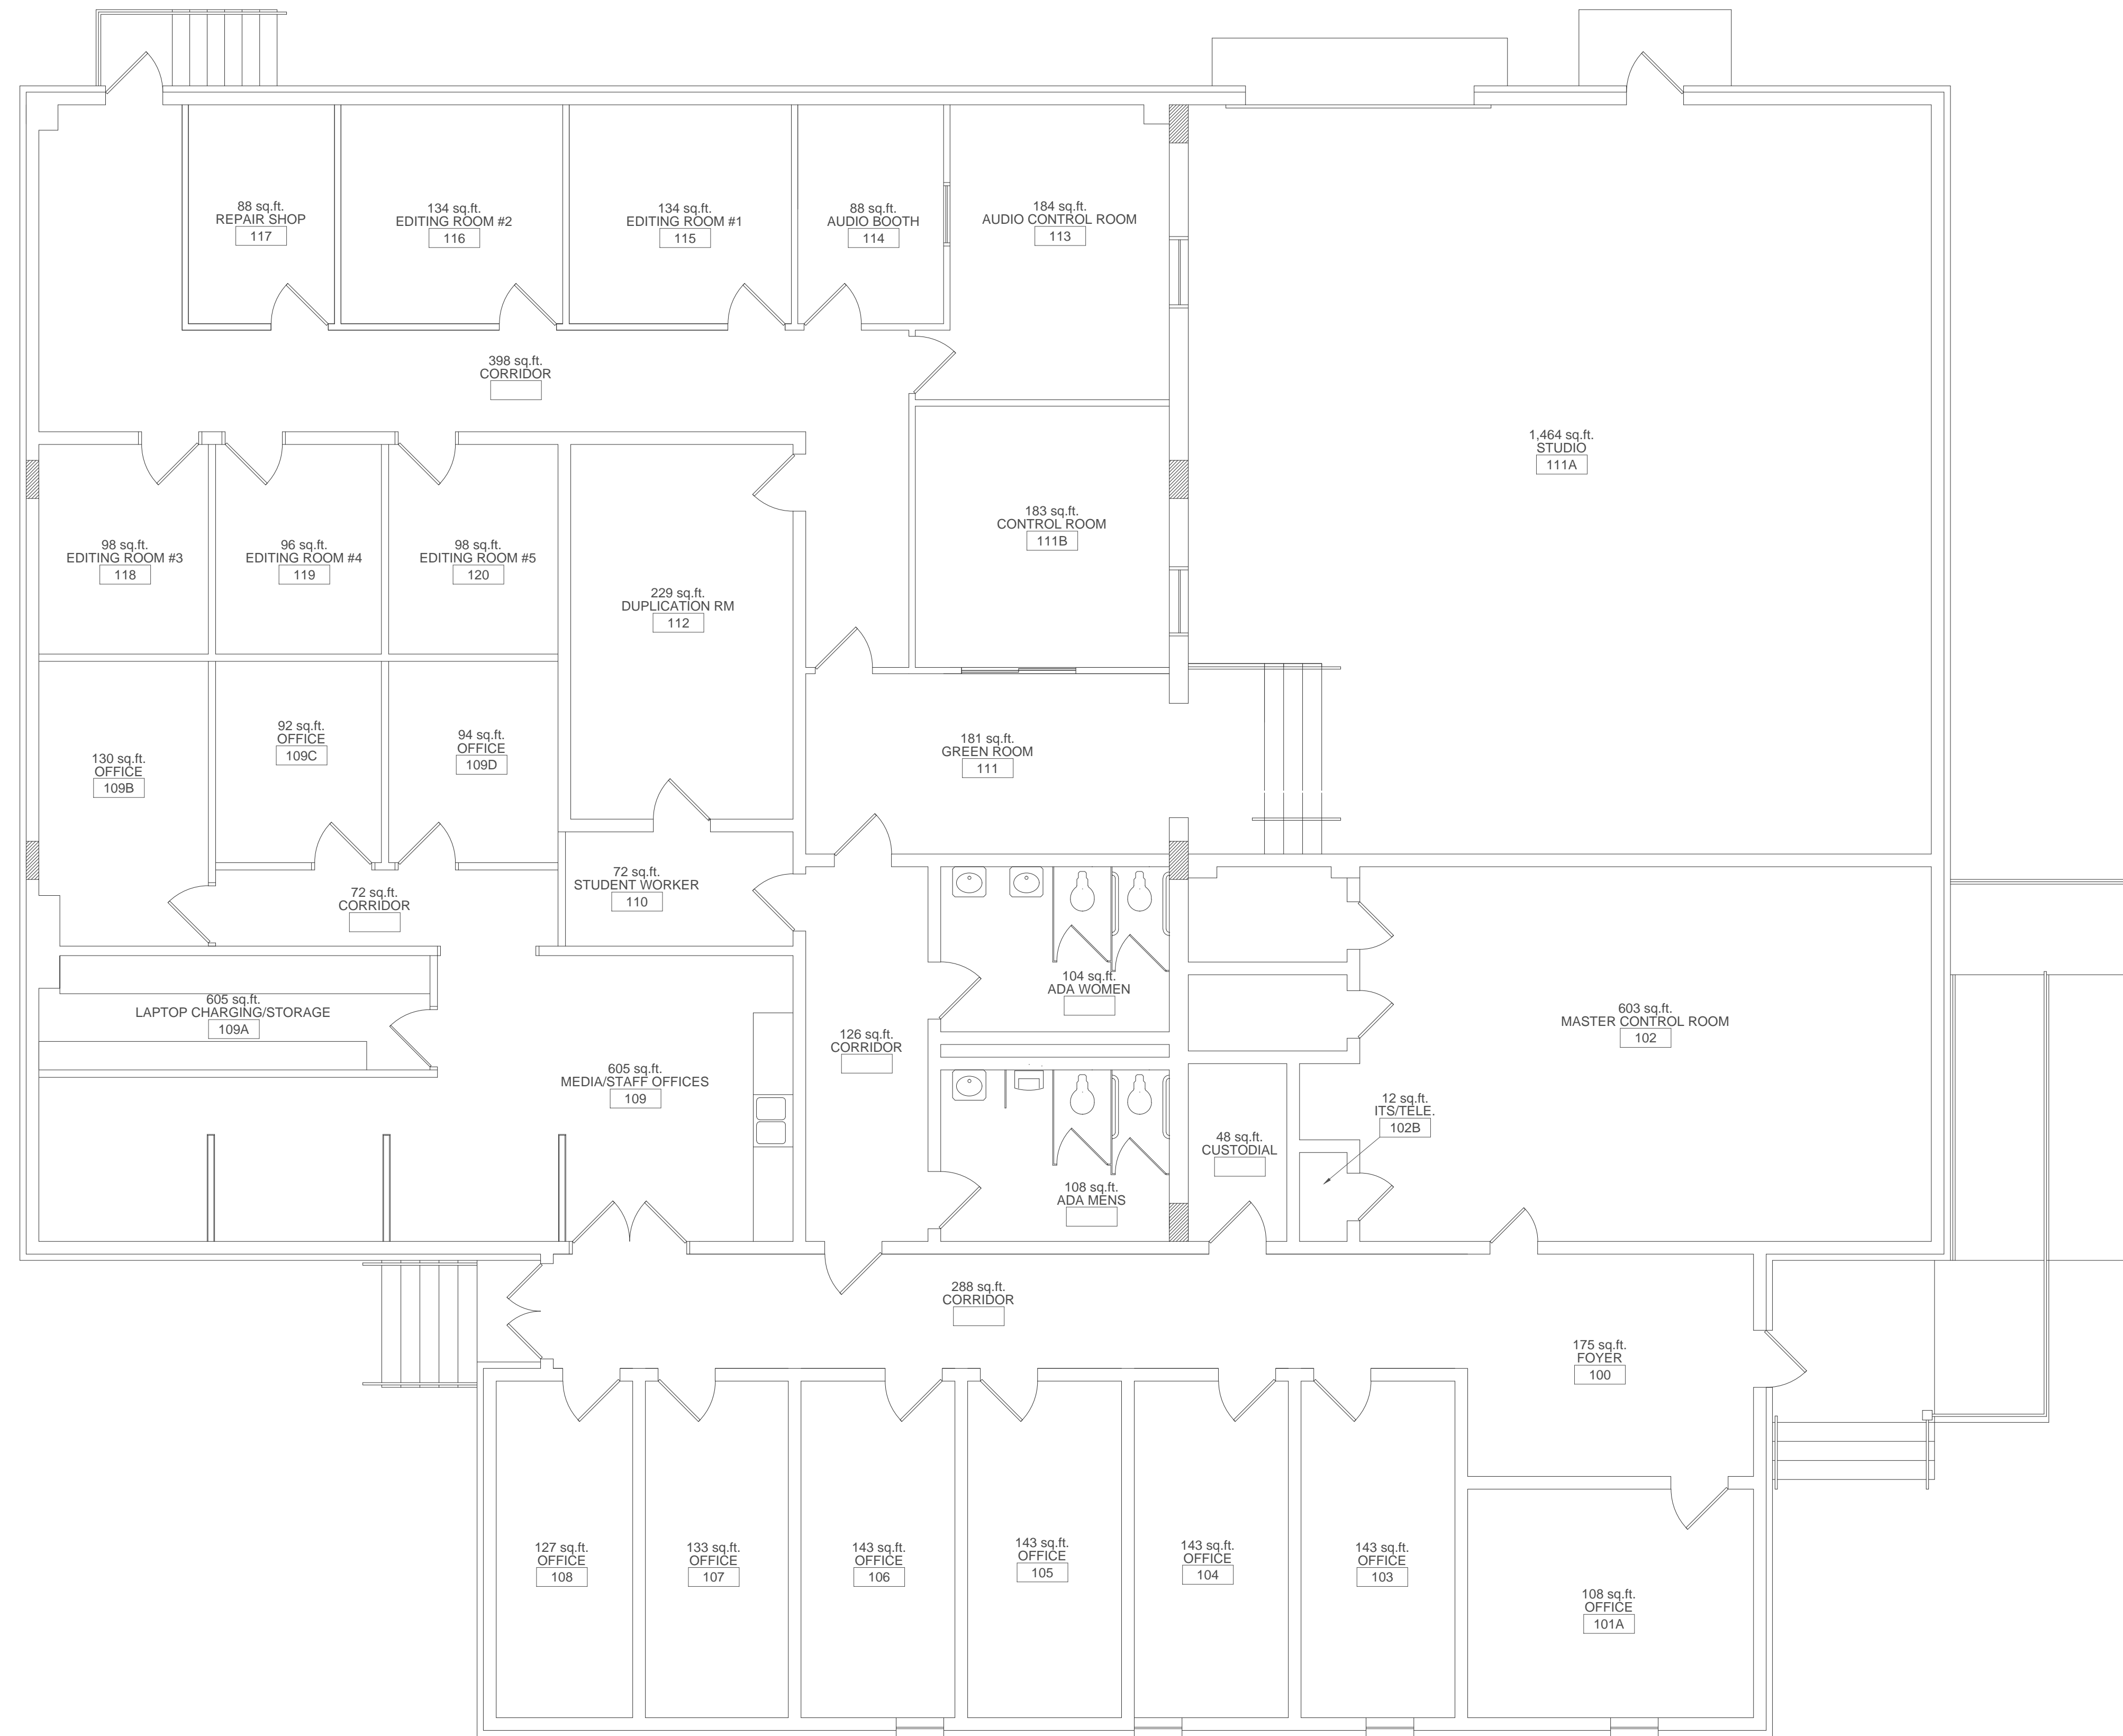 88 sq.ft.
REPAIR SHOP
117
134 sq.ft.
EDITING ROOM #2
116
134 sq.ft.
EDITING ROOM #1
115
88 sq.ft.
AUDIO BOOTH
114
184 sq.ft.
AUDIO CONTROL ROOM
113
398 sq.ft.
CORRIDOR
1,464 sq.ft.
STUDIO
111A
98 sq.ft.
EDITING ROOM #3
118
96 sq.ft.
EDITING ROOM #4
119
98 sq.ft.
EDITING ROOM #5
120
229 sq.ft.
DUPLICATION RM
112
183 sq.ft.
CONTROL ROOM
111B
130 sq.ft.
OFFICE
109B
92 sq.ft.
OFFICE
109C
94 sq.ft.
OFFICE
109D
181 sq.ft.
GREEN ROOM
111
72 sq.ft.
CORRIDOR
72 sq.ft.
STUDENT WORKER
110
605 sq.ft.
LAPTOP CHARGING/STORAGE
109A
605 sq.ft.
MEDIA/STAFF OFFICES
109
126 sq.ft.
CORRIDOR
104 sq.ft.
ADA WOMEN
603 sq.ft.
MASTER CONTROL ROOM
102
12 sq.ft.
ITS/TELE.
102B
48 sq.ft.
CUSTODIAL
108 sq.ft.
ADA MENS
288 sq.ft.
CORRIDOR
175 sq.ft.
FOYER
100
127 sq.ft.
OFFICE
108
133 sq.ft.
OFFICE
107
143 sq.ft.
OFFICE
106
143 sq.ft.
OFFICE
105
143 sq.ft.
OFFICE
104
143 sq.ft.
OFFICE
103
108 sq.ft.
OFFICE
101A